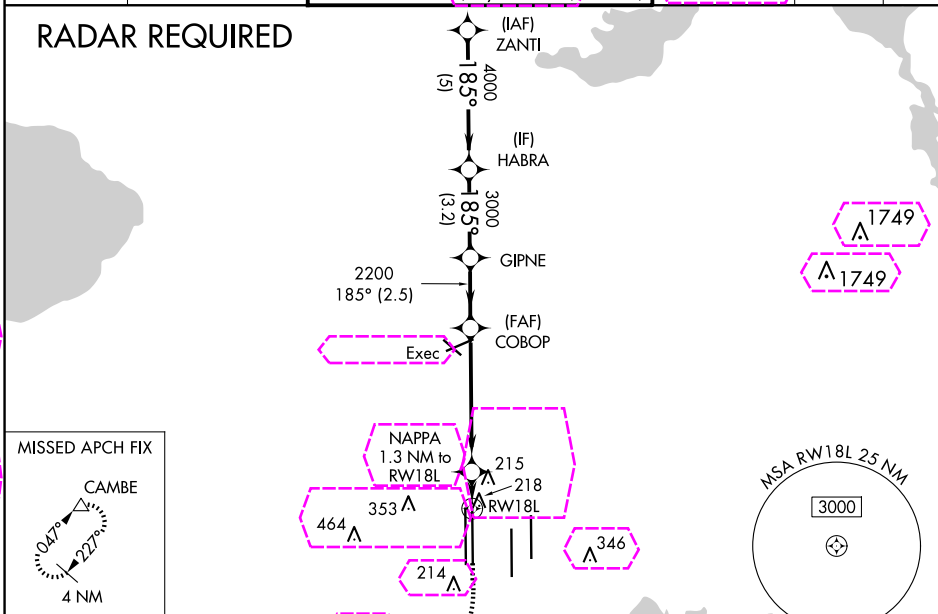 RADAR REQUIRED
(IAF)
ZANTI
4000
185°
(5)
(IF)
HABRA
3000
185°
(3.2)
1749
1749
GIPNE
2200
185° (2.5)
(FAF)
COBOP
Exec
NAPPA
1.3 NM to
RW18L
215
218
RW18L
353
464
346
214
MISSED APCH FIX
CAMBE
047°
227°
4 NM
MSA RW18L 25 NM
3000